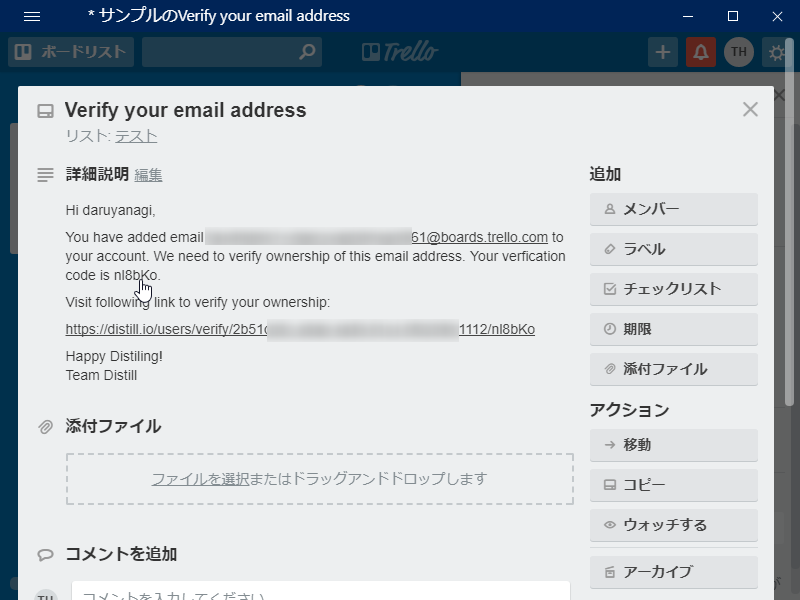 * サンプルのVerify your email address
ボードリスト
Trello
TH
Verify your email address
リスト: テスト
詳細説明 編集
Hi daruyanagi,
You have added email 61@boards.trello.com to
your account. We need to verify ownership of this email address. Your verfication
code is nl8bKo.
Visit following link to verify your ownership:
https://distill.io/users/verify/2b51 1112/nl8bKo
Happy Distiling!
Team Distill
添付ファイル
ファイルを選択またはドラッグアンドドロップします
コメントを追加
TH
コメントを入力してください
追加
メンバー
ラベル
チェックリスト
期限
添付ファイル
アクション
移動
コピー
ウォッチする
アーカイブ